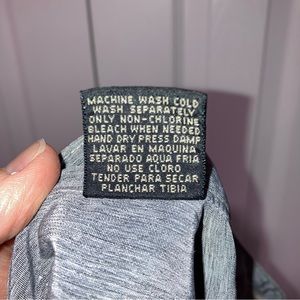 MACHINE WASH COLD
WASH SEPARATELY
ONLY NON-CHLORINE
BLEACH WHEN NEEDED
HAND DRY PRESS DAMP
LAVAR EN MAQUINA
SEPARADO AQUA FRIA
NO USE CLORO
TENDER PARA SECAR
PLANCHAR TIBIA